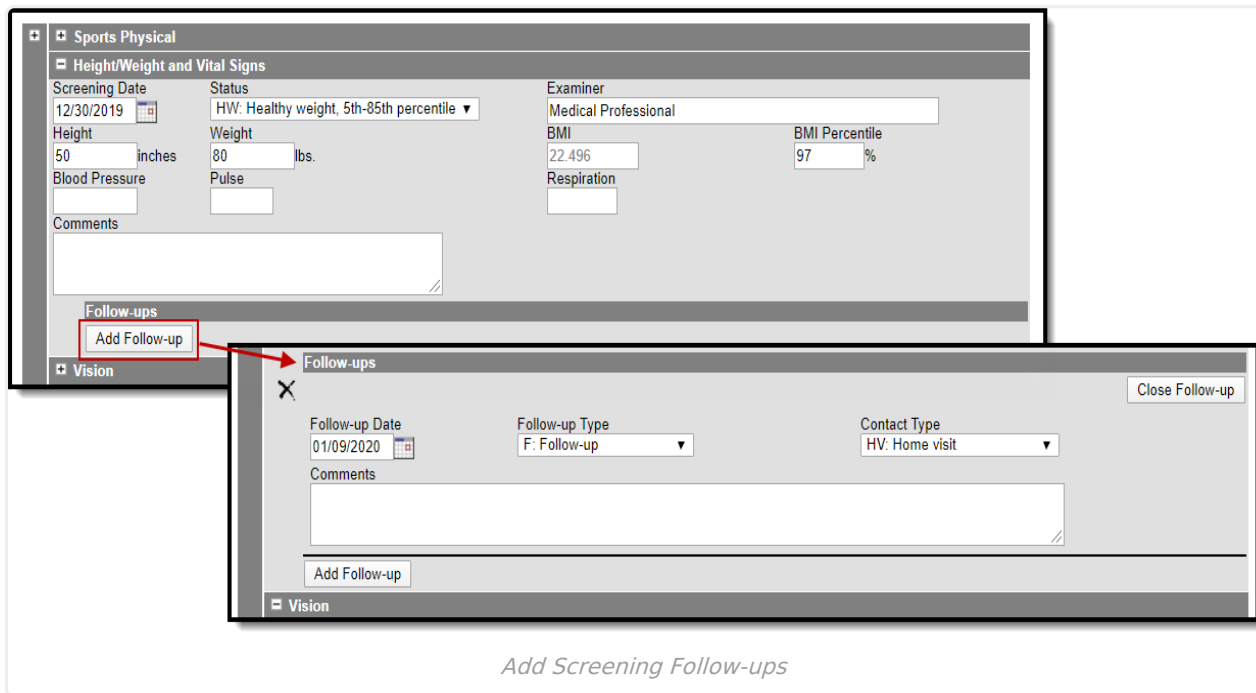 Sports Physical
Height/Weight and Vital Signs
Screening Date Status Examiner
12/30/2019 HW: Healthy weight, 5th-85th percentile Medical Professional
Height Weight BMI BMI Percentile
50 inches 80 lbs. 22.496 97 %
Blood Pressure Pulse Respiration
Comments
Follow-ups
Add Follow-up
Vision
Follow-ups
Close Follow-up
Follow-up Date Follow-up Type Contact Type
01/09/2020 F: Follow-up HV: Home visit
Comments
Add Follow-up
Vision
Add Screening Follow-ups